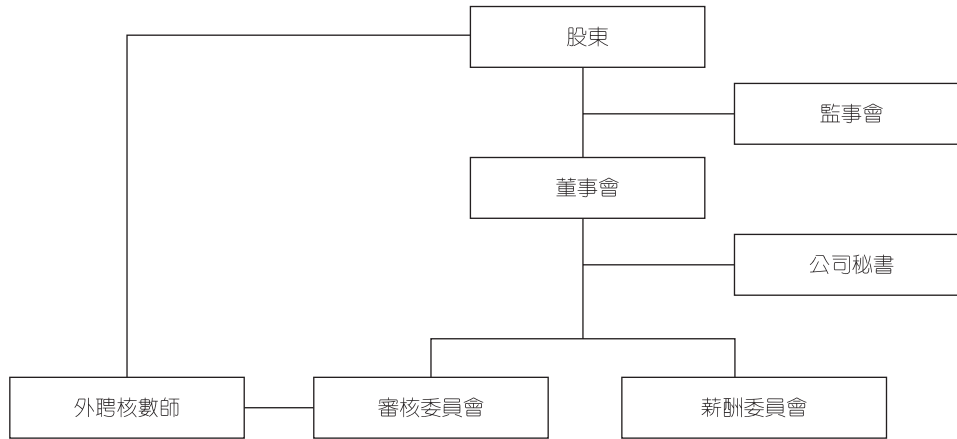 股東
監事會
董事會
公司秘書
外聘核數師
審核委員會
薪酬委員會